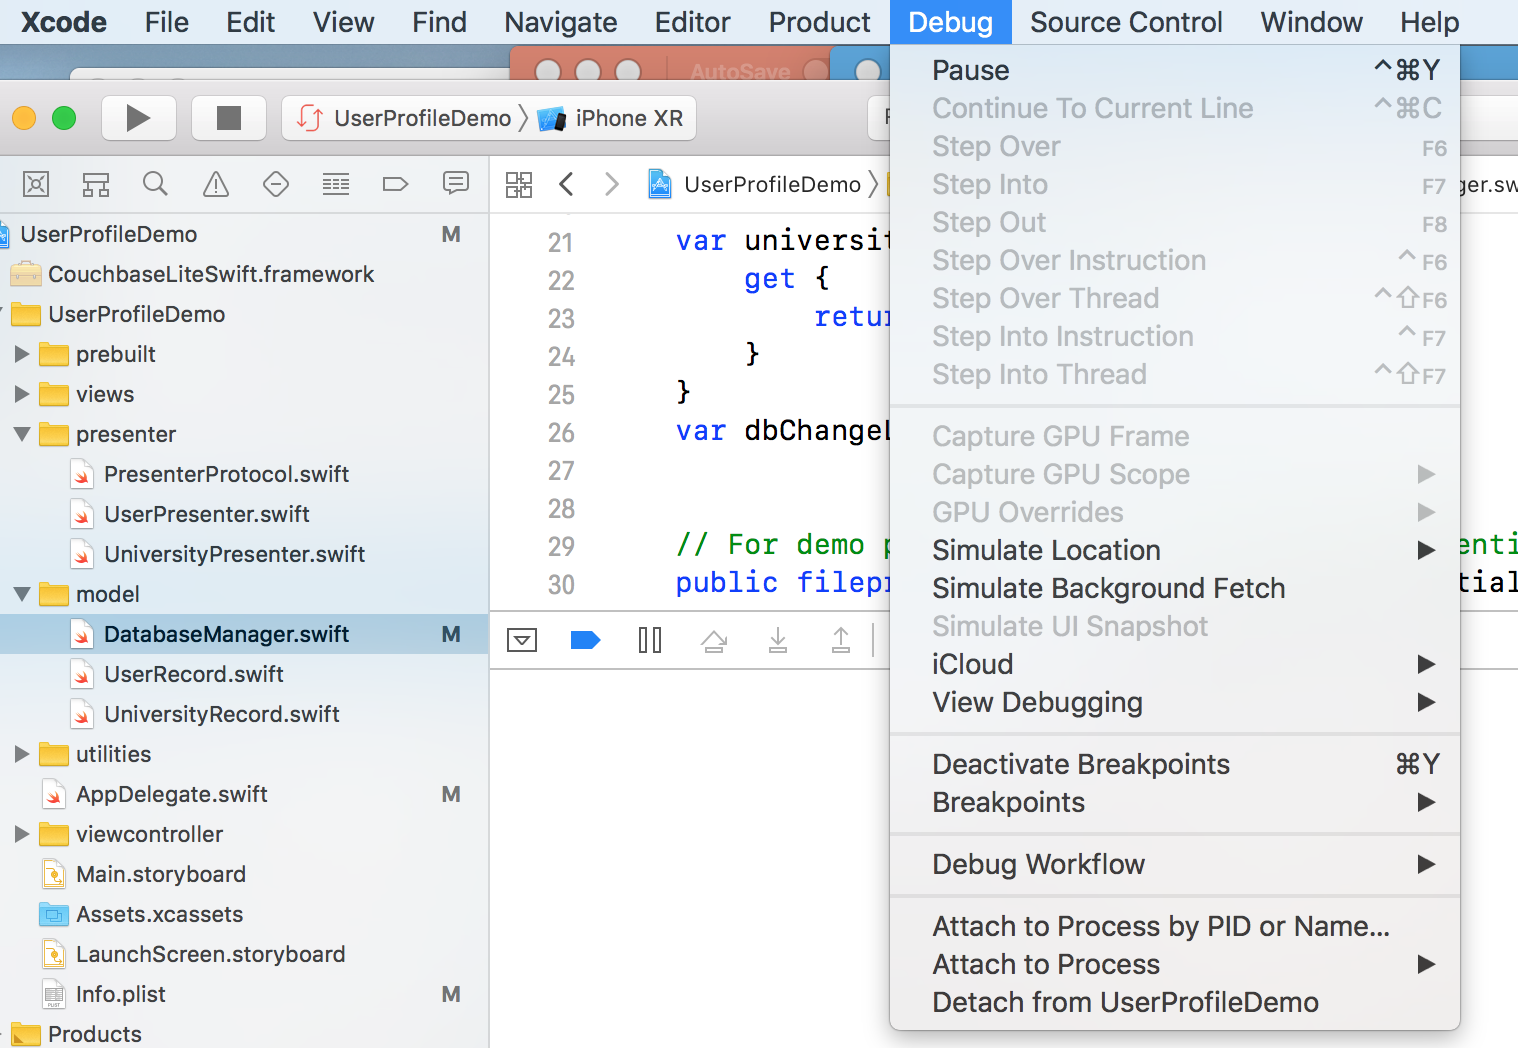 Xcode File Edit View Find Navigate Editor Product Debug Source Control Window Help
AutoSave
UserProfileDemo iPhone XR
UserProfileDemo
ger.sw
UserProfileDemo M
CouchbaseLiteSwift.framework
UserProfileDemo
prebuilt
views
presenter
PresenterProtocol.swift
UserPresenter.swift
UniversityPresenter.swift
model
DatabaseManager.swift M
UserRecord.swift
UniversityRecord.swift
utilities
AppDelegate.swift M
viewcontroller
Main.storyboard
Assets.xcassets
LaunchScreen.storyboard
Info.plist M
Products
21 var universit
22 get {
23 retur
24 }
25 }
26 var dbChangeL
27
28
29 // For demo p
enti
30 public filepr
tial
Pause ^⌘Y
Continue To Current Line ^⌘C
Step Over F6
Step Into F7
Step Out F8
Step Over Instruction ^F6
Step Over Thread ^⇧F6
Step Into Instruction ^F7
Step Into Thread ^⇧F7
Capture GPU Frame
Capture GPU Scope
GPU Overrides
Simulate Location
Simulate Background Fetch
Simulate UI Snapshot
iCloud
View Debugging
Deactivate Breakpoints ⌘Y
Breakpoints
Debug Workflow
Attach to Process by PID or Name...
Attach to Process
Detach from UserProfileDemo